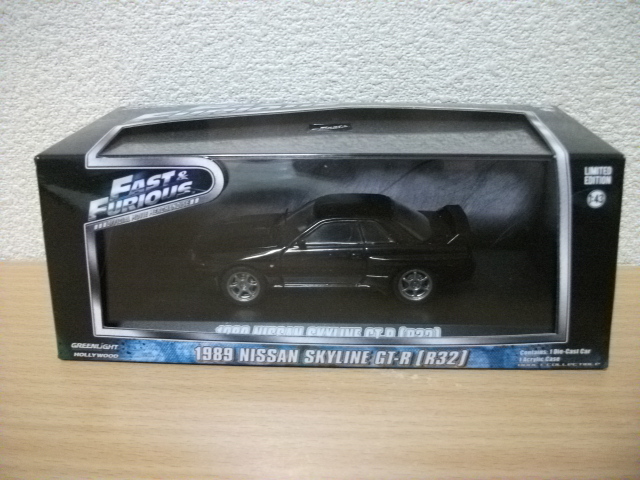 FAST & FURIOUS
LIMITED
EDITION
1:43
1989 NISSAN SKYLINE GT-R [R32]
GREENLIGHT
HOLLYWOOD
1989 NISSAN SKYLINE GT-R [R32]
Contains: 1 Die-Cast Car
1 Acrylic Case